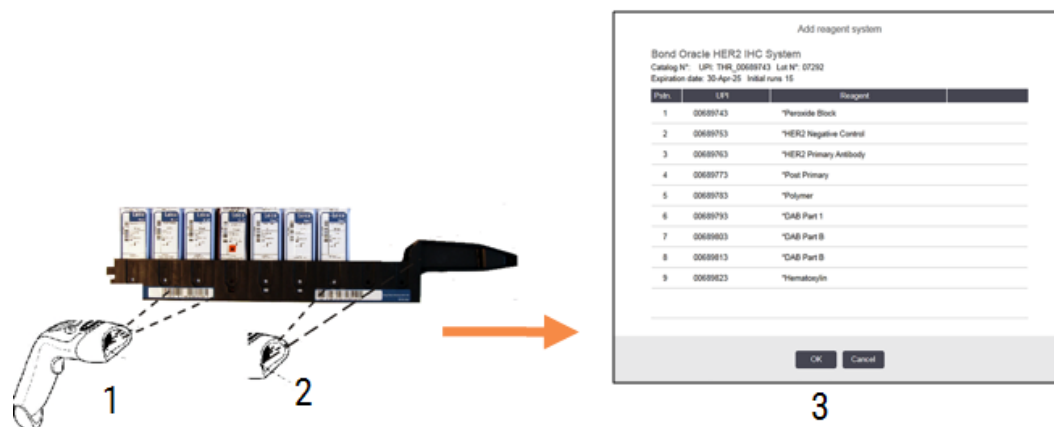 Add reagent system
Bond Oracle HER2 IHC System
Catalog N°: UPI: THR_00689743 Lot N°: 07292
Expiration date: 30-Apr-25 Initial runs 15
Pstn. UPI Reagent
1 00689743 *Peroxide Block
2 00689753 *HER2 Negative Control
3 00689763 *HER2 Primary Antibody
4 00689773 *Post Primary
5 00689783 *Polymer
6 00689793 *DAB Part 1
7 00689803 *DAB Part B
8 00689813 *DAB Part B
9 00689823 *Hematoxylin
OK Cancel
1
2
3